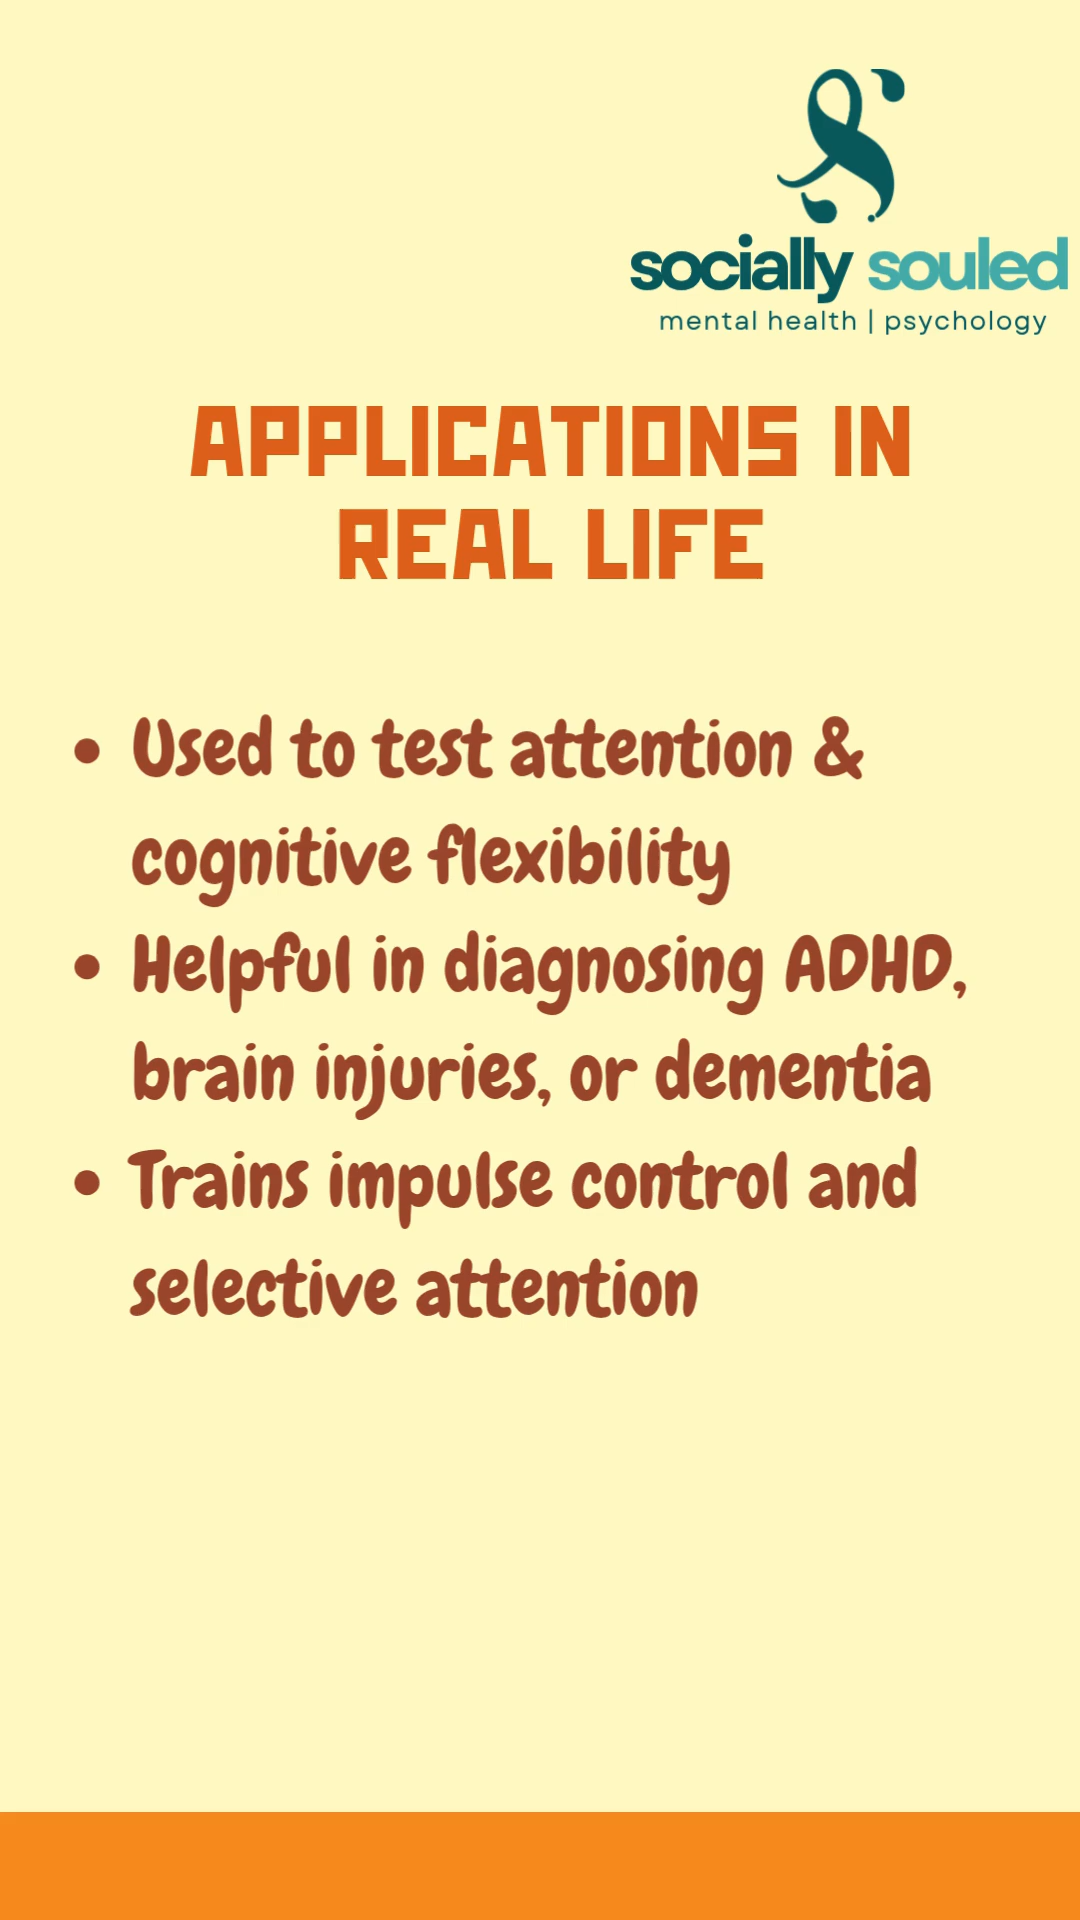 socially souled
mental health | psychology
APPLICATIONS IN
REAL LIFE
• Used to test attention &
cognitive flexibility
• Helpful in diagnosing ADHD,
brain injuries, or dementia
• Trains impulse control and
selective attention